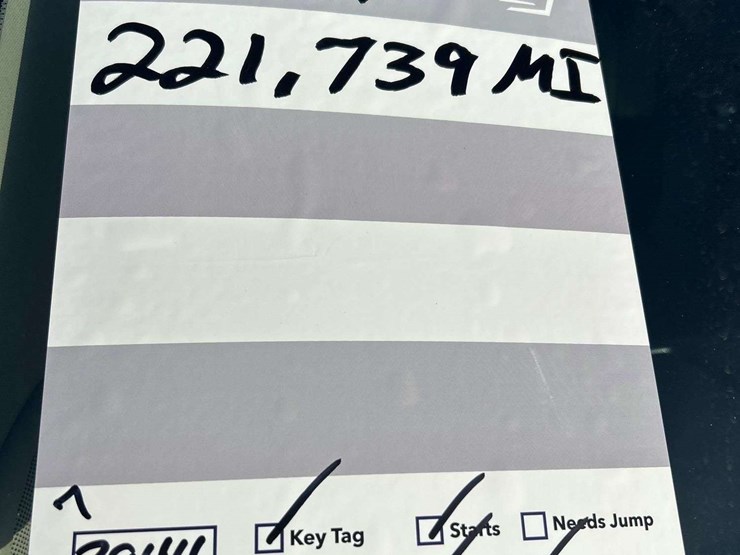 221,739 MI
Key Tag Starts Needs Jump